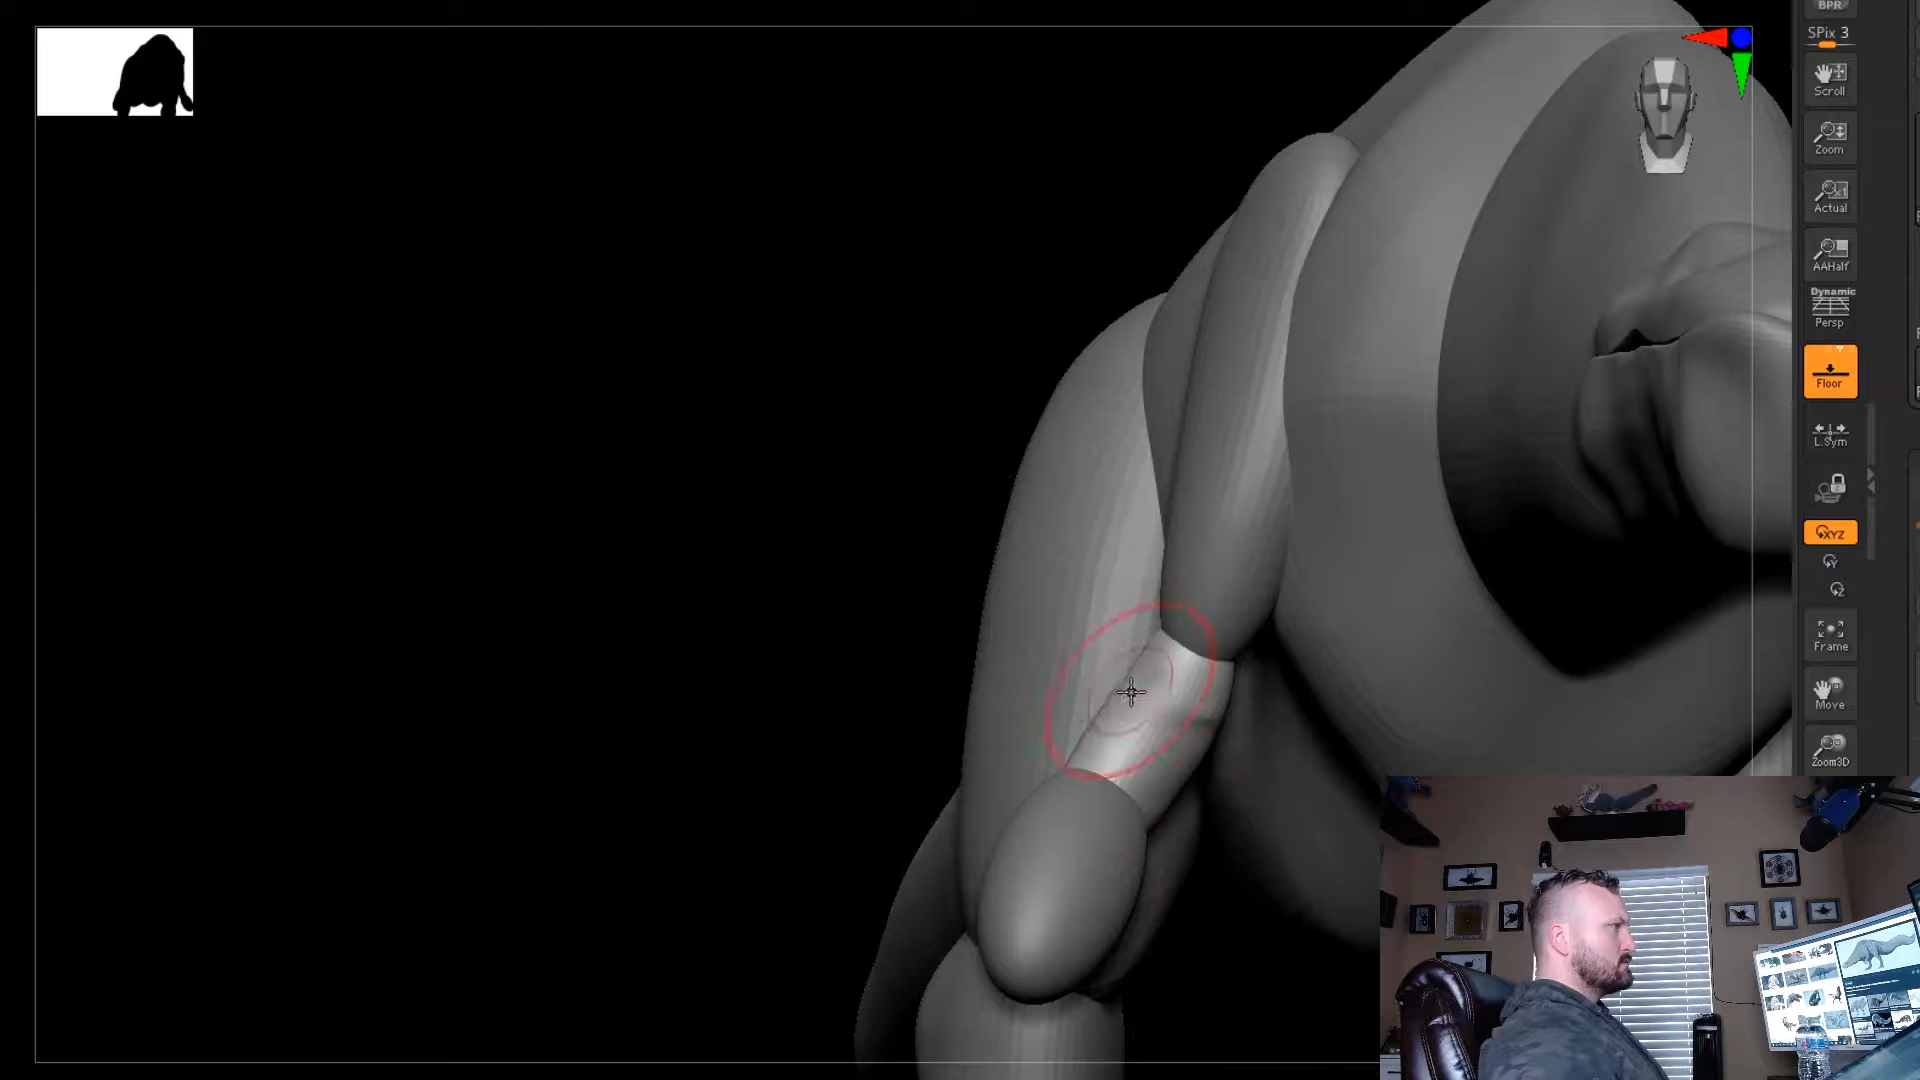 BPR
SPix 3
Scroll
Zoom
Actual
AAHalf
Dynamic
Persp
Floor
L.Sym
XYZ
Y
Z
Frame
Move
Zoom3D